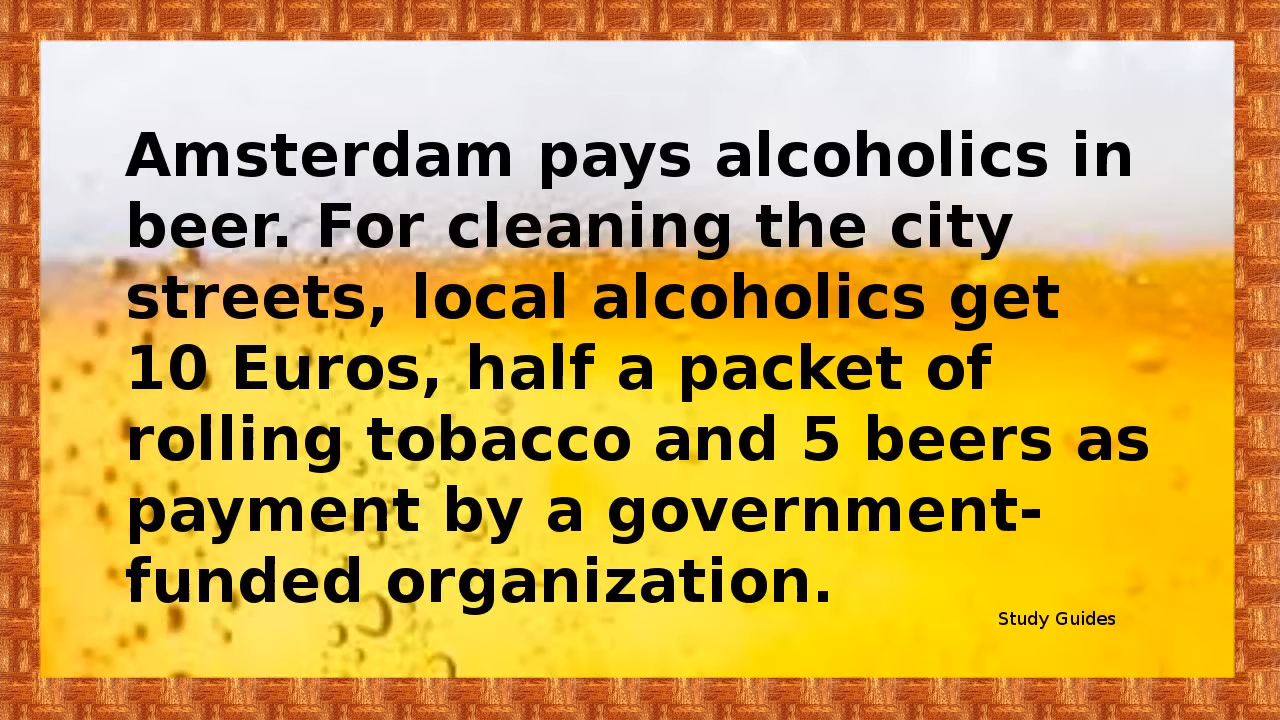 Amsterdam pays alcoholics in
beer. For cleaning the city
streets, local alcoholics get
10 Euros, half a packet of
rolling tobacco and 5 beers as
payment by a government-
funded organization.
Study Guides